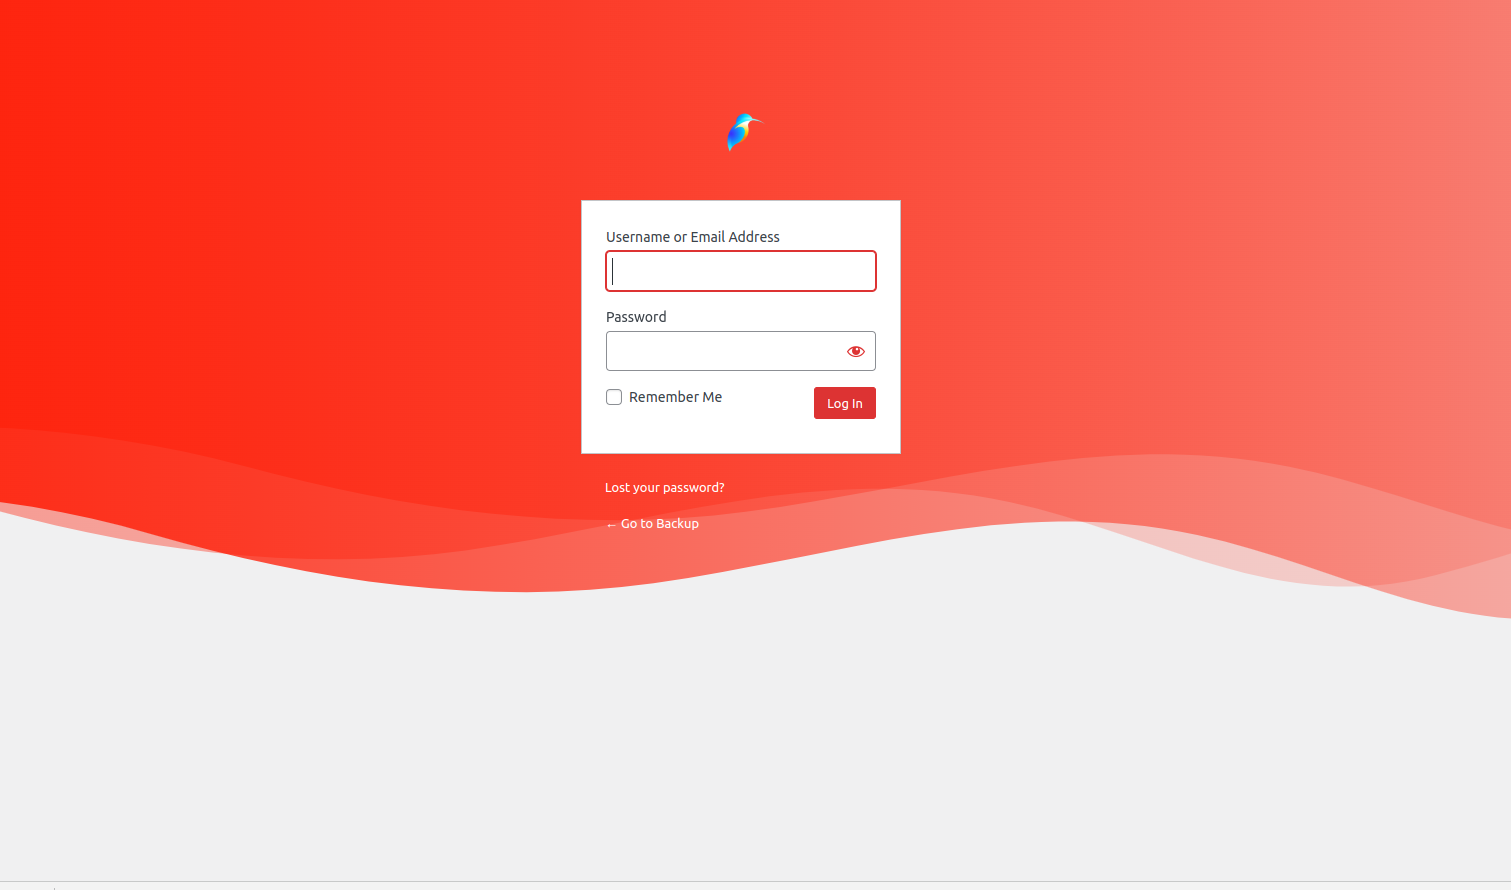 Username or Email Address
Password
Remember Me
Log In
Lost your password?
← Go to Backup